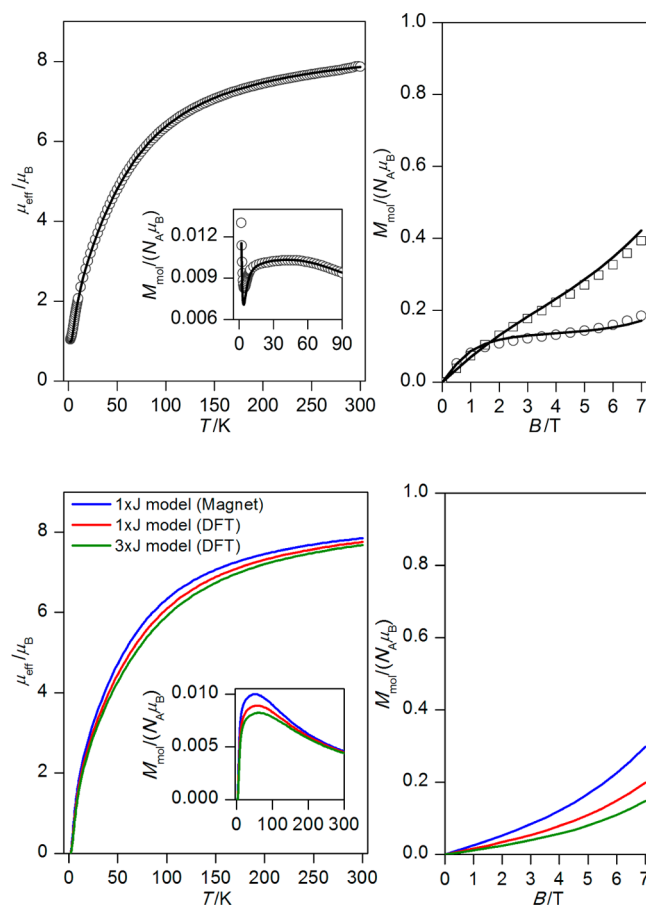 8
6
4
2
0
μeff/μB
0 50 100 150 200 250 300
T/K
0.012
0.009
0.006
Mmol/(NAμB)
0 30 60 90
1.0
0.8
0.6
0.4
0.2
0.0
Mmol/(NAμB)
0 1 2 3 4 5 6 7
B/T
1xJ model (Magnet)
1xJ model (DFT)
3xJ model (DFT)
8
6
4
2
0
μeff/μB
0 50 100 150 200 250 300
T/K
0.010
0.005
0.000
Mmol/(NAμB)
0 100 200 300
1.0
0.8
0.6
0.4
0.2
0.0
Mmol/(NAμB)
0 1 2 3 4 5 6 7
B/T